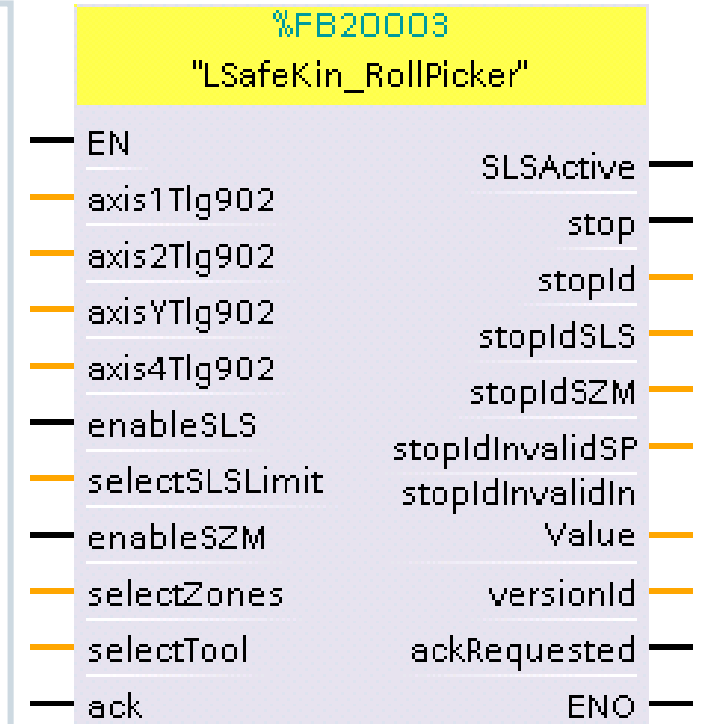 %FB20003
"LSafeKin_RollPicker"
EN
axis1Tlg902
axis2Tlg902
axisYTlg902
axis4Tlg902
enableSLS
selectSLSLimit
enableSZM
selectZones
selectTool
ack
SLSActive
stop
stopId
stopIdSLS
stopIdSZM
stopIdInvalidSP
stopIdInvalidIn
Value
versionId
ackRequested
ENO